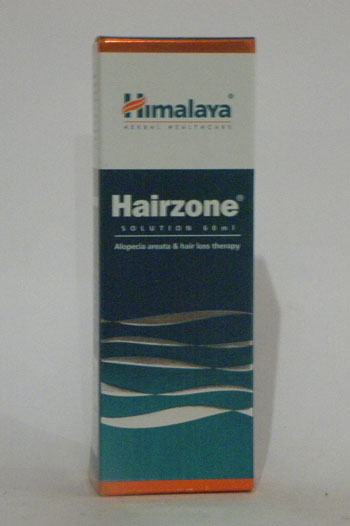 Himalaya®
HERBAL HEALTHCARE
Hairzone®
SOLUTION 60ml
Alopecia areata & hair loss therapy